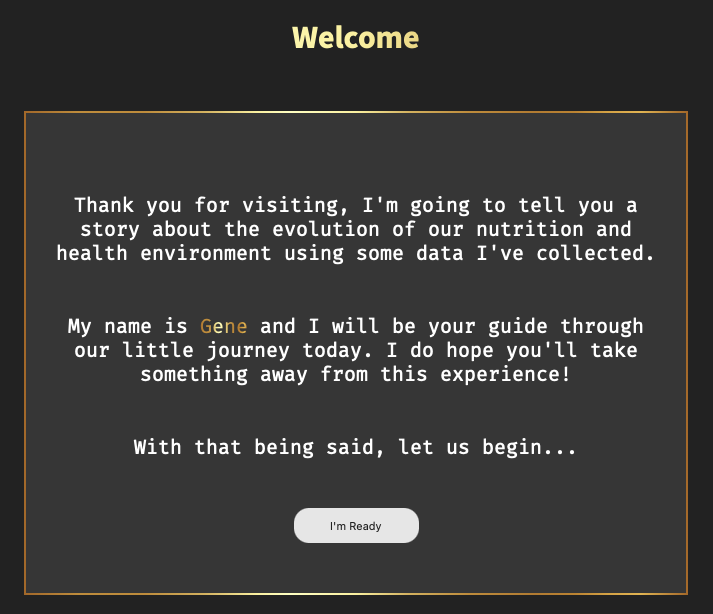 Welcome
Thank you for visiting, I'm going to tell you a
story about the evolution of our nutrition and
health environment using some data I've collected.
My name is Gene and I will be your guide through
our little journey today. I do hope you'll take
something away from this experience!
With that being said, let us begin...
I'm Ready